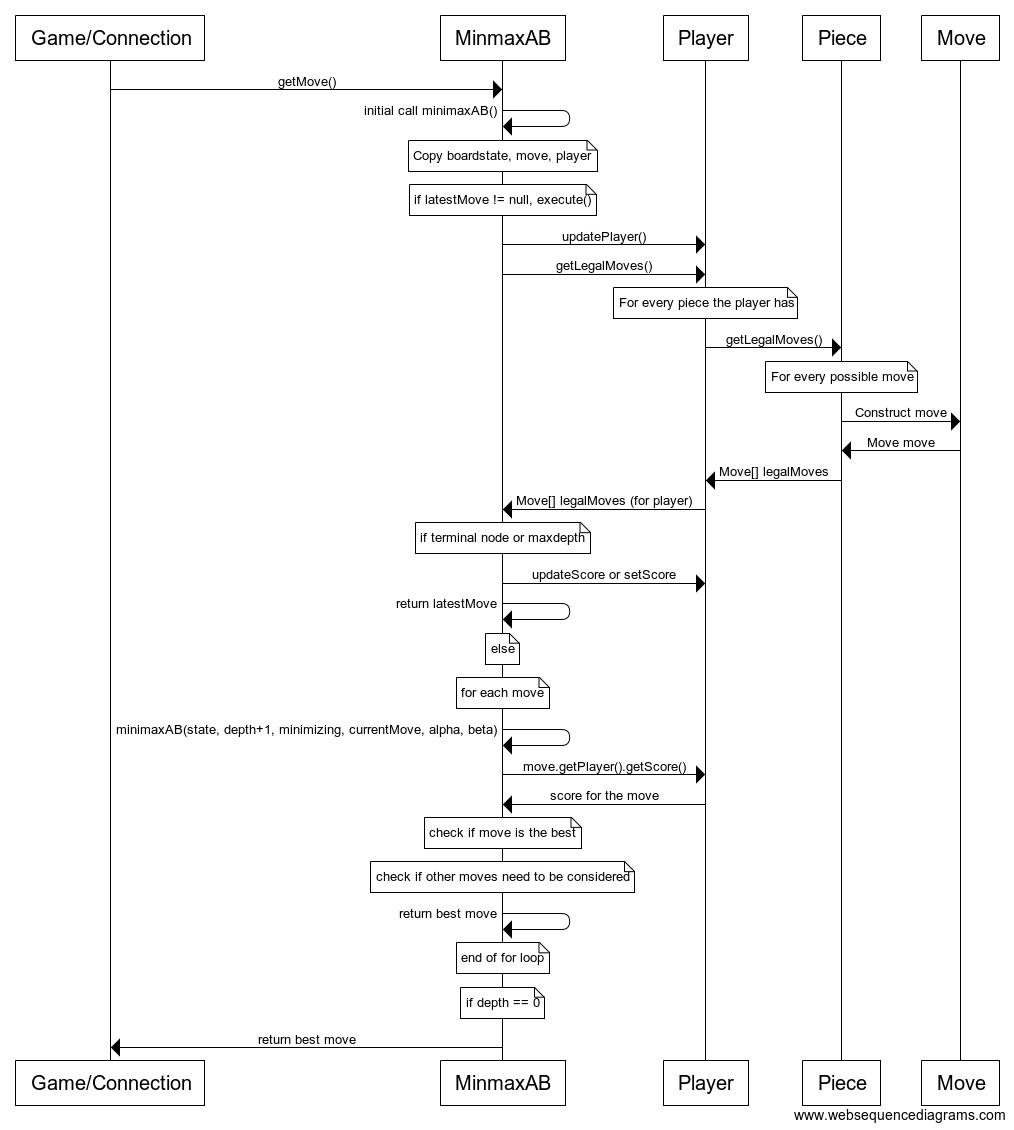 Game/Connection
MinmaxAB
Player
Piece
Move
getMove()
initial call minimaxAB()
Copy boardstate, move, player
if latestMove != null, execute()
updatePlayer()
getLegalMoves()
For every piece the player has
getLegalMoves()
For every possible move
Construct move
Move move
Move[] legalMoves
Move[] legalMoves (for player)
if terminal node or maxdepth
updateScore or setScore
return latestMove
else
for each move
minimaxAB(state, depth+1, minimizing, currentMove, alpha, beta)
move.getPlayer().getScore()
score for the move
check if move is the best
check if other moves need to be considered
return best move
end of for loop
if depth == 0
return best move
Game/Connection
MinmaxAB
Player
Piece
Move
www.websequencediagrams.com